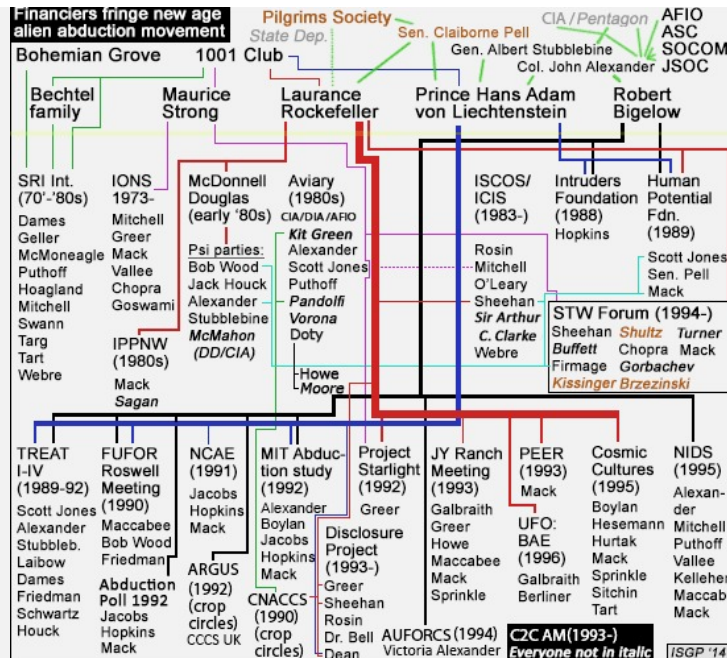 Financiers fringe new age
alien abduction movement
Pilgrims Society
State Dep.
Sen. Claiborne Pell
CIA / Pentagon
AFIO
ASC
SOCOM
JSOC
Gen. Albert Stubblebine
Col. John Alexander
Bohemian Grove
1001 Club
Bechtel
family
Maurice
Strong
Laurance
Rockefeller
Prince Hans Adam
von Liechtenstein
Robert
Bigelow
SRI Int.
(70'-'80s)
Dames
Geller
McMoneagle
Puthoff
Hoagland
Mitchell
Swann
Targ
Tart
Webre
IONS
1973-
Mitchell
Greer
Mack
Vallee
Chopra
Goswami
IPPNW
(1980s)
Mack
Sagan
McDonnell
Douglas
(early '80s)
Psi parties:
Bob Wood
Jack Houck
Alexander
Stubblebine
McMahon
(DD/CIA)
Aviary
(1980s)
CIA/DIA/AFIO
Kit Green
Alexander
Scott Jones
Puthoff
Pandolfi
Vorona
Doty
Howe
Moore
ISCOS/
ICIS
(1983-)
Rosin
Mitchell
O'Leary
Sheehan
Sir Arthur
C. Clarke
Webre
Intruders
Foundation
(1988)
Hopkins
Human
Potential
Fdn.
(1989)
Scott Jones
Sen. Pell
Mack
STW Forum (1994-)
Sheehan Shultz Turner
Buffett Chopra Mack
Firmage Gorbachev
Kissinger Brzezinski
TREAT
I-IV
(1989-92)
Scott Jones
Alexander
Stubbleb.
Laibow
Dames
Friedman
Schwartz
Houck
FUFOR
Roswell
Meeting
(1990)
Maccabee
Bob Wood
Friedman
Abduction
Poll 1992
Jacobs
Hopkins
Mack
NCAE
(1991)
Jacobs
Hopkins
Mack
ARGUS
(1992)
(crop
circles)
CCCS UK
MIT Abduc-
tion study
(1992)
Alexander
Boylan
Jacobs
Hopkins
Mack
CNACCS
(1990)
(crop
circles)
Project
Starlight
(1992)
Greer
Disclosure
Project
(1993-)
Greer
Sheehan
Rosin
Dr. Bell
Dean
JY Ranch
Meeting
(1993)
Galbraith
Greer
Howe
Maccabee
Mack
Sprinkle
AUFORCS (1994)
Victoria Alexander
PEER
(1993)
Mack
UFO:
BAE
(1996)
Galbraith
Berliner
Cosmic
Cultures
(1995)
Boylan
Hesemann
Hurtak
Mack
Sprinkle
Sitchin
Tart
NIDS
(1995)
Alexan-
der
Mitchell
Puthoff
Vallee
Kelleher
Maccab
Mack
C2C AM(1993-)
Everyone not in italic
ISGP '14